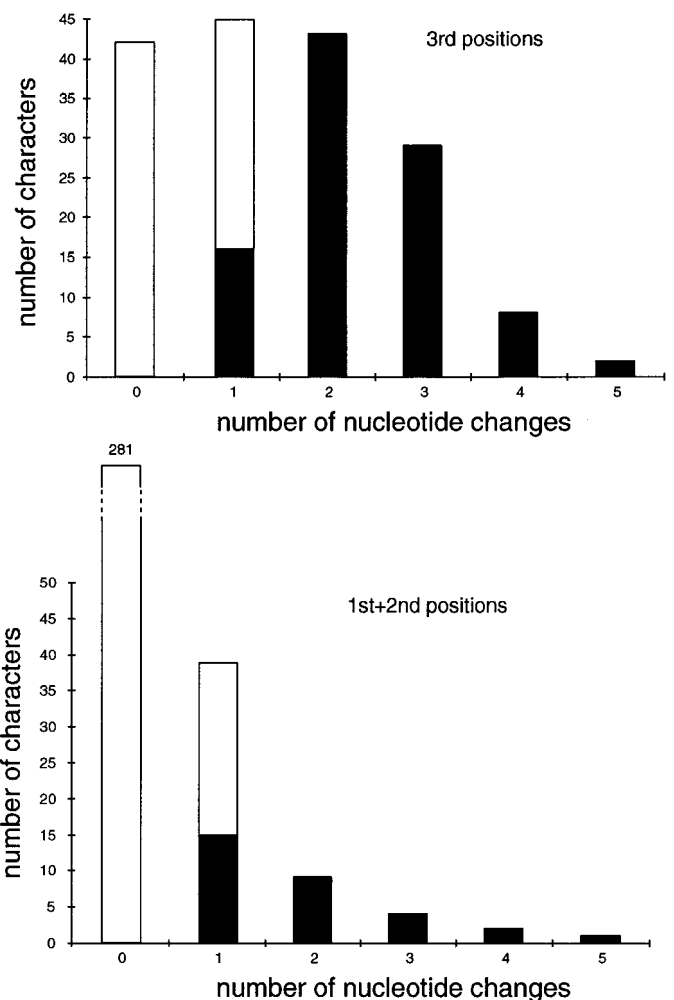 3rd positions
number of characters
45
40
35
30
25
20
15
10
5
0
0 1 2 3 4 5
number of nucleotide changes
281
1st+2nd positions
number of characters
50
45
40
35
30
25
20
15
10
5
0
0 1 2 3 4 5
number of nucleotide changes